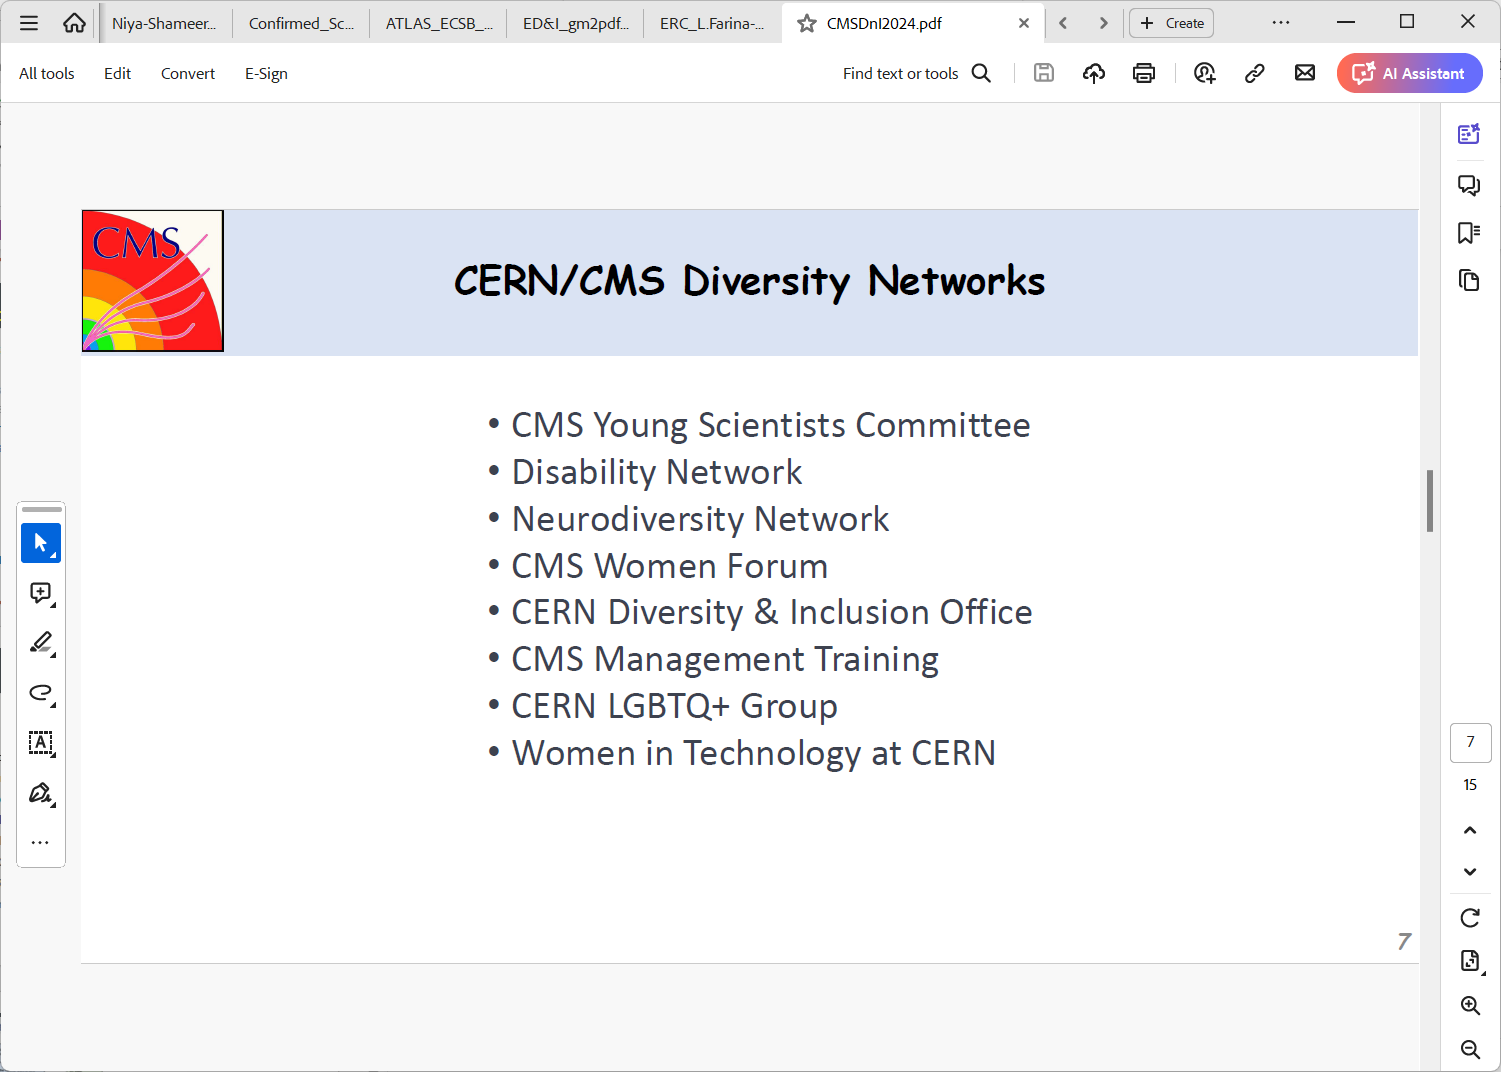 Niya-Shameer...
Confirmed_Sc...
ATLAS_ECSB_...
ED&I_gm2pdf...
ERC_L.Farina-...
CMSDnI2024.pdf
Create
All tools
Edit
Convert
E-Sign
Find text or tools
AI Assistant
CMS
CERN/CMS Diversity Networks
• CMS Young Scientists Committee
• Disability Network
• Neurodiversity Network
• CMS Women Forum
• CERN Diversity & Inclusion Office
• CMS Management Training
• CERN LGBTQ+ Group
• Women in Technology at CERN
7
7
15